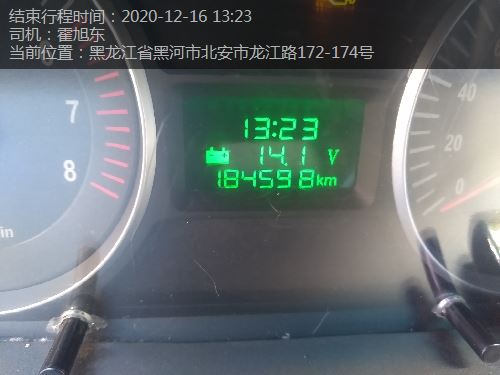 结束行程时间：2020-12-16 13:23
司机：霍旭东
当前位置：黑龙江省黑河市北安市龙江路172-174号
7
8
in
13:23
14.1 V
184598km
40
20
0